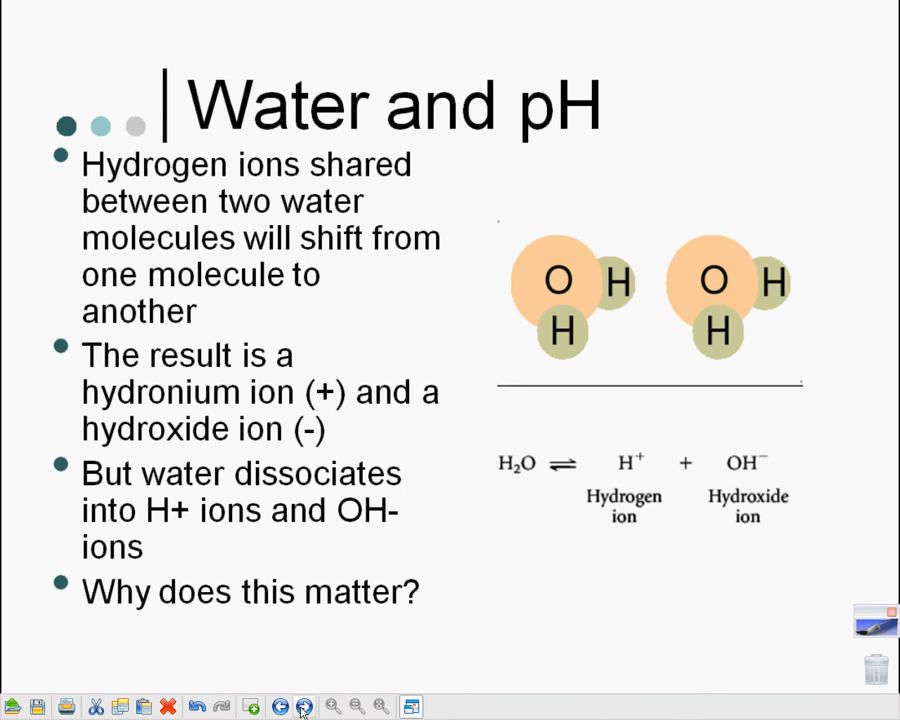 Water and pH
Hydrogen ions shared
between two water
molecules will shift from
one molecule to
another
The result is a
hydronium ion (+) and a
hydroxide ion (-)
But water dissociates
into H+ ions and OH-
ions
Why does this matter?
O H O H
H H
H₂O ⇌ H⁺ + OH⁻
Hydrogen Hydroxide
ion ion